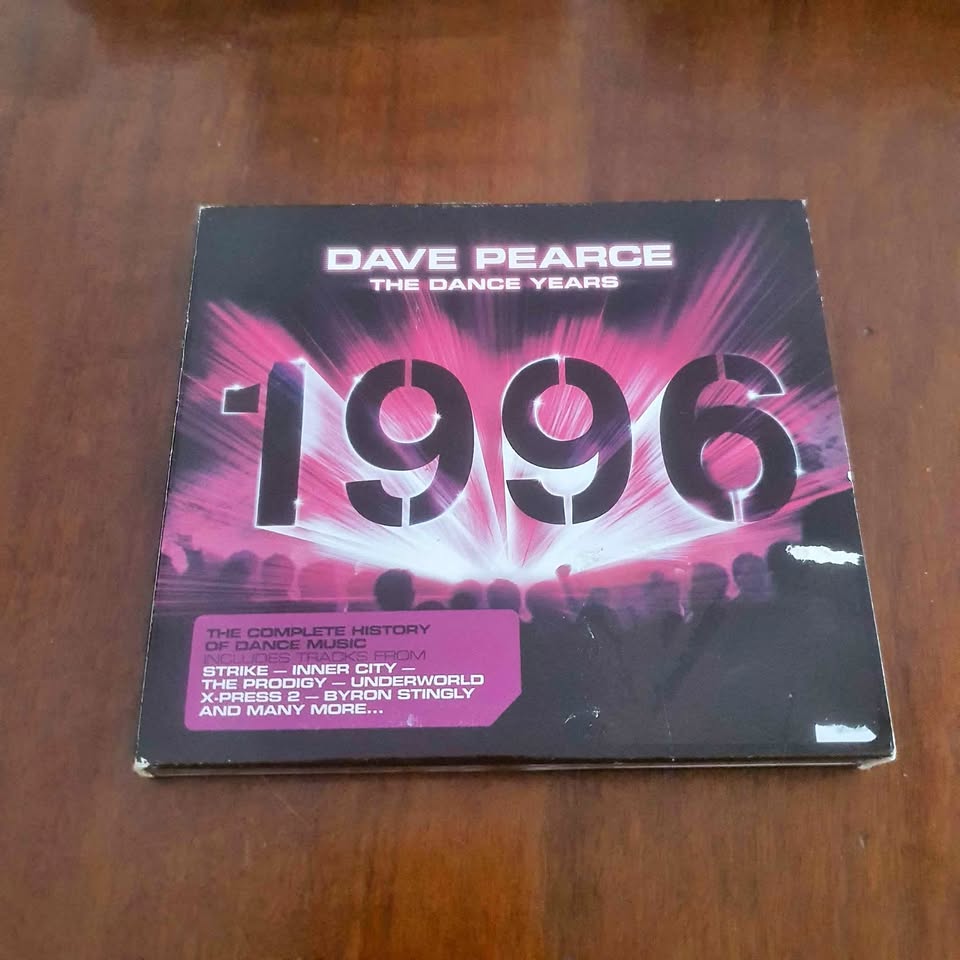 DAVE PEARCE
THE DANCE YEARS
1996
THE COMPLETE HISTORY
OF DANCE MUSIC
INCLUDES TRACKS FROM
STRIKE – INNER CITY –
THE PRODIGY – UNDERWORLD
X-PRESS 2 – BYRON STINGLY
AND MANY MORE...